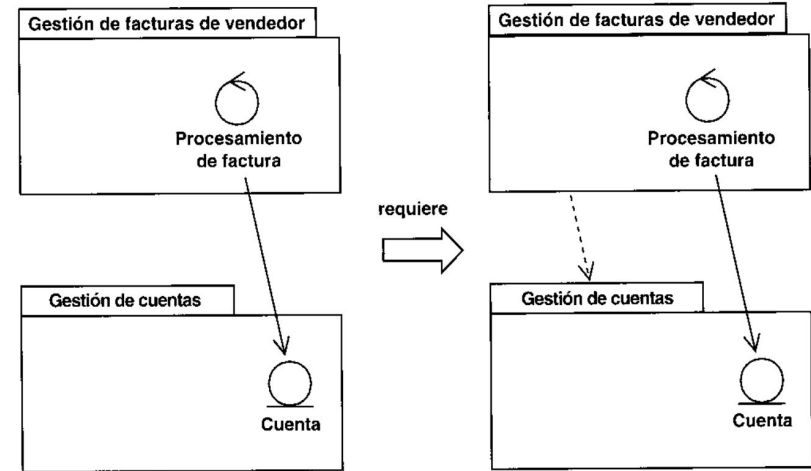 Gestión de facturas de vendedor
Procesamiento
de factura
Gestión de cuentas
Cuenta
requiere
Gestión de facturas de vendedor
Procesamiento
de factura
Gestión de cuentas
Cuenta